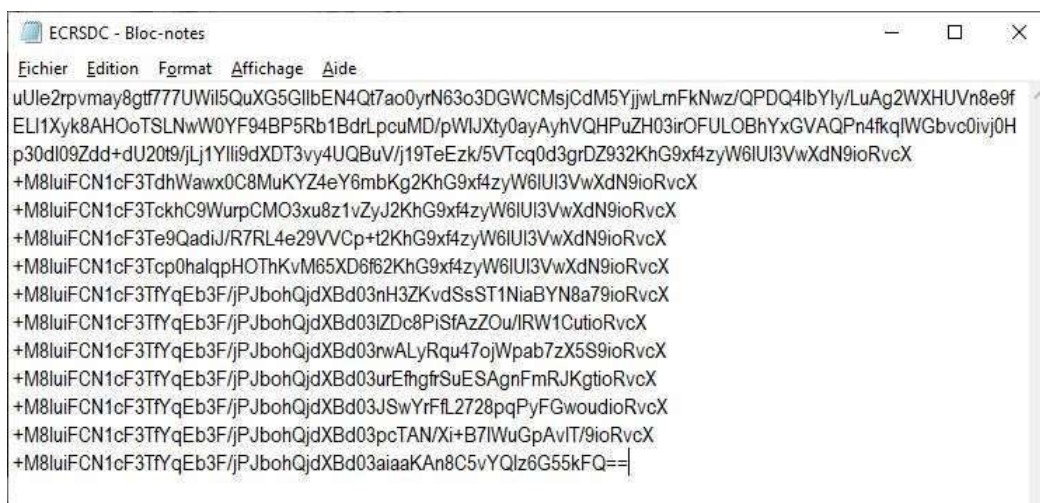 ECRSDC - Bloc-notes
Fichier Edition Format Affichage Aide
uUle2rpvmay8gtf777UWil5QuXG5GIlbEN4Qt7ao0yrN63o3DGWCMsjCdM5YjjwLrnFkNwz/QPDQ4lbYly/LuAg2WXHUVn8e9f
ELl1Xyk8AHOoTSLNwW0YF94BP5Rb1BdrLpcuMD/pWIJXty0ayAyhVQHPuZH03irOFULOBhYxGVAQPn4fkqlWGbvc0ivj0H
p30dl09Zdd+dU20t9/jLj1Ylli9dXDT3vy4UQBuV/j19TeEzk/5VTcq0d3grDZ932KhG9xf4zyW6lUl3VwXdN9ioRvcX
+M8luiFCN1cF3TdhWawx0C8MuKYZ4eY6mbKg2KhG9xf4zyW6lUl3VwXdN9ioRvcX
+M8luiFCN1cF3TckhC9WurpCMO3xu8z1vZyJ2KhG9xf4zyW6lUl3VwXdN9ioRvcX
+M8luiFCN1cF3Te9QadiJ/R7RL4e29VVCp+t2KhG9xf4zyW6lUl3VwXdN9ioRvcX
+M8luiFCN1cF3Tcp0halqpHOThKvM65XD6f62KhG9xf4zyW6lUl3VwXdN9ioRvcX
+M8luiFCN1cF3TfYqEb3F/jPJbohQjdXBd03nH3ZKvdSsST1NiaBYN8a79ioRvcX
+M8luiFCN1cF3TfYqEb3F/jPJbohQjdXBd03lZDc8PiSfAzZOu/lRW1CutioRvcX
+M8luiFCN1cF3TfYqEb3F/jPJbohQjdXBd03rwALyRqu47ojWpab7zX5S9ioRvcX
+M8luiFCN1cF3TfYqEb3F/jPJbohQjdXBd03urEfhgfrSuESAgnFmRJKgtioRvcX
+M8luiFCN1cF3TfYqEb3F/jPJbohQjdXBd03JSwYrFfL2728pqPyFGwoudioRvcX
+M8luiFCN1cF3TfYqEb3F/jPJbohQjdXBd03pcTAN/Xi+B7lWuGpAvlT/9ioRvcX
+M8luiFCN1cF3TfYqEb3F/jPJbohQjdXBd03aiaaKAn8C5vYQlz6G55kFQ==